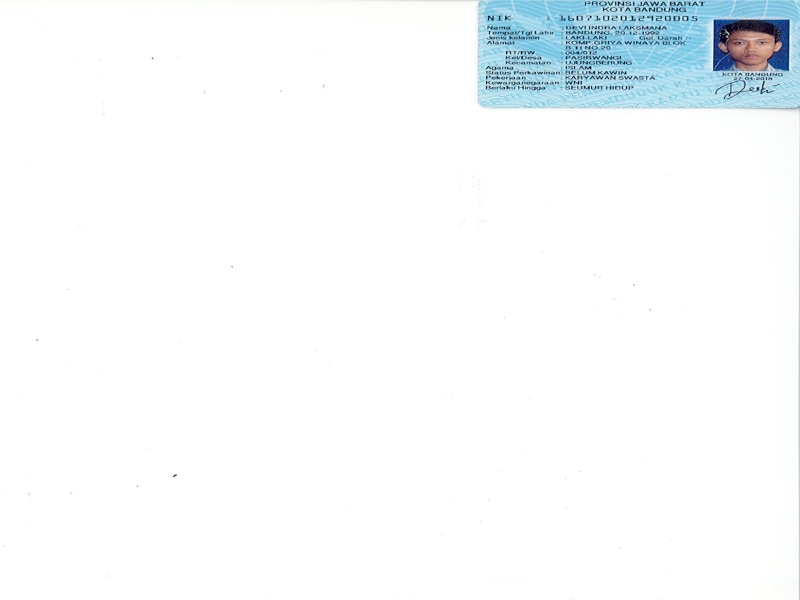 PROVINSI JAWA BARAT
KOTA BANDUNG
NIK : 1607102012920005
Nama : DEVI INDRA LAKSMANA
Tempat/Tgl Lahir : BANDUNG, 20-12-1992
Jenis kelamin : LAKI-LAKI Gol. Darah :-
Alamat : KOMP GRIYA WINAYA BLOK
B 11 NO.20
RT/RW : 004/012
Kel/Desa : PASIRWANGI
Kecamatan : UJUNGBERUNG
Agama : ISLAM
Status Perkawinan: BELUM KAWIN
Pekerjaan : KARYAWAN SWASTA
Kewarganegaraan: WNI
Berlaku Hingga : SEUMUR HIDUP
KOTA BANDUNG
27-04-2018